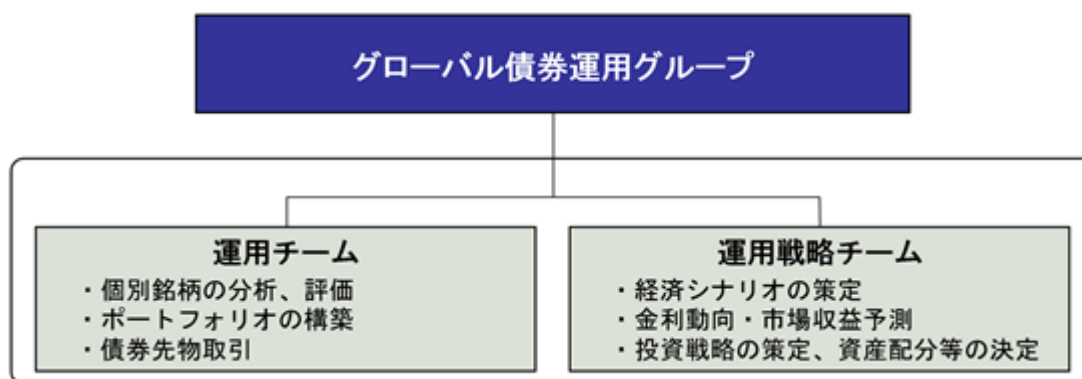 グローバル債券運用グループ
運用チーム
・個別銘柄の分析、評価
・ポートフォリオの構築
・債券先物取引
運用戦略チーム
・経済シナリオの策定
・金利動向・市場収益予測
・投資戦略の策定、資産配分等の決定